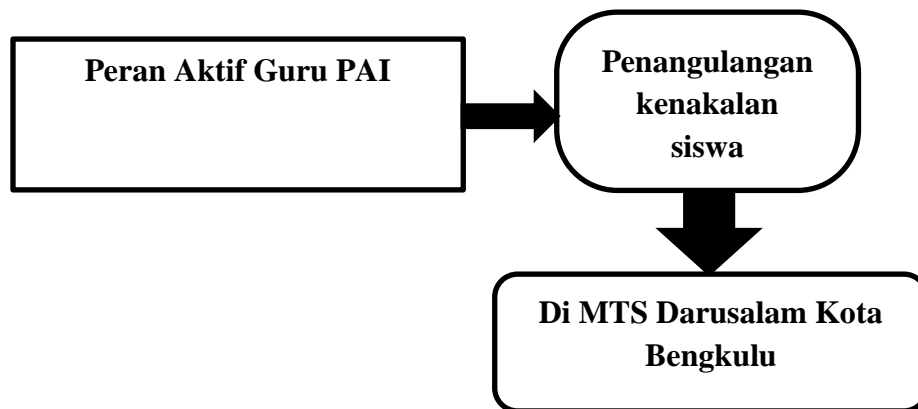 Peran Aktif Guru PAI
Penangulangan
kenakalan
siswa
Di MTS Darusalam Kota
Bengkulu